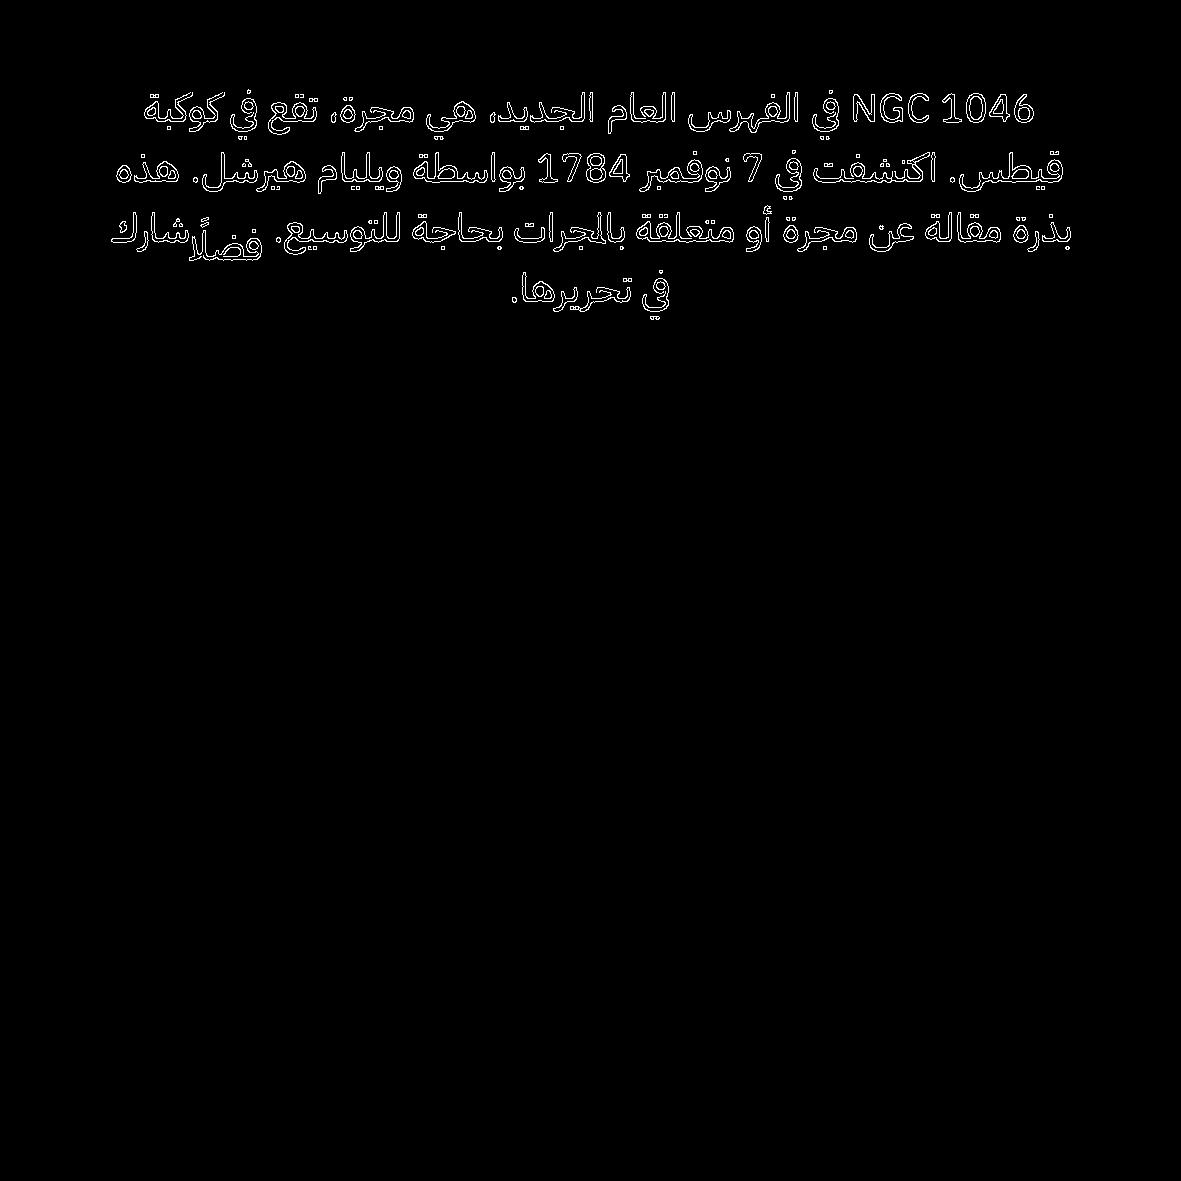 NGC 1046 في الفهرس العام الجديد، هي مجرة، تقع في كوكبة
قيطس. اكتشفت في 7 نوفمبر 1784 بواسطة ويليام هيرشل. هذه
بذرة مقالة عن مجرة أو متعلقة بالمجرات بحاجة للتوسيع. فضلًا شارك
في تحريرها.